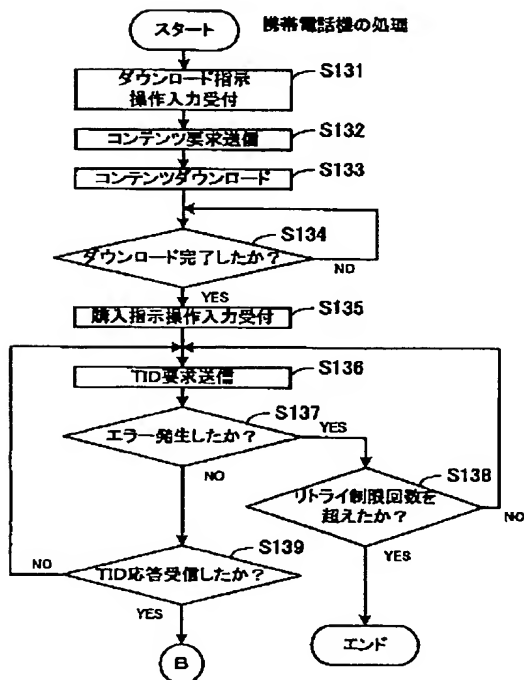 スタート
携帯電話機の処理
ダウンロード指示
操作入力受付
S131
コンテンツ要求送信
S132
コンテンツダウンロード
S133
S134
ダウンロード完了したか?
NO
YES
購入指示操作入力受付
S135
TID要求送信
S136
S137
エラー発生したか?
YES
NO
S138
リトライ制限回数を
超えたか?
NO
YES
S139
TID応答受信したか?
NO
YES
B
エンド